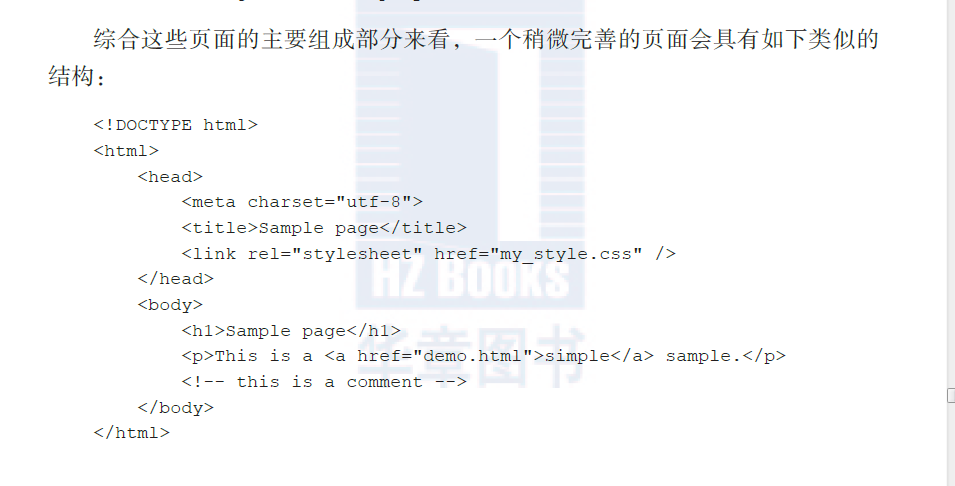 综合这些页面的主要组成部分来看，一个稍微完善的页面会具有如下类似的
结构：
<!DOCTYPE html>
<html>
    <head>
        <meta charset="utf-8">
        <title>Sample page</title>
        <link rel="stylesheet" href="my_style.css" />
    </head>
    <body>
        <h1>Sample page</h1>
        <p>This is a <a href="demo.html">simple</a> sample.</p>
        <!-- this is a comment -->
    </body>
</html>
HZ BOOKS
华章图书